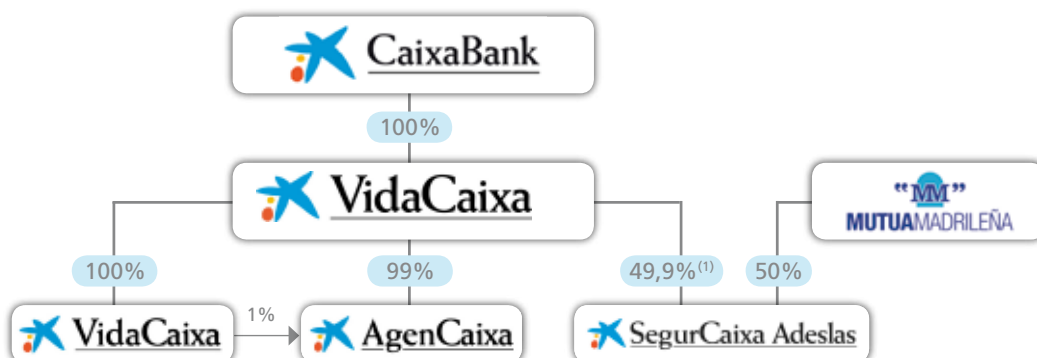 CaixaBank
100%
VidaCaixa
"MM"
MUTUAMADRILEÑA
100%
99%
49,9%(1)
50%
VidaCaixa
1%
AgenCaixa
SegurCaixa Adeslas